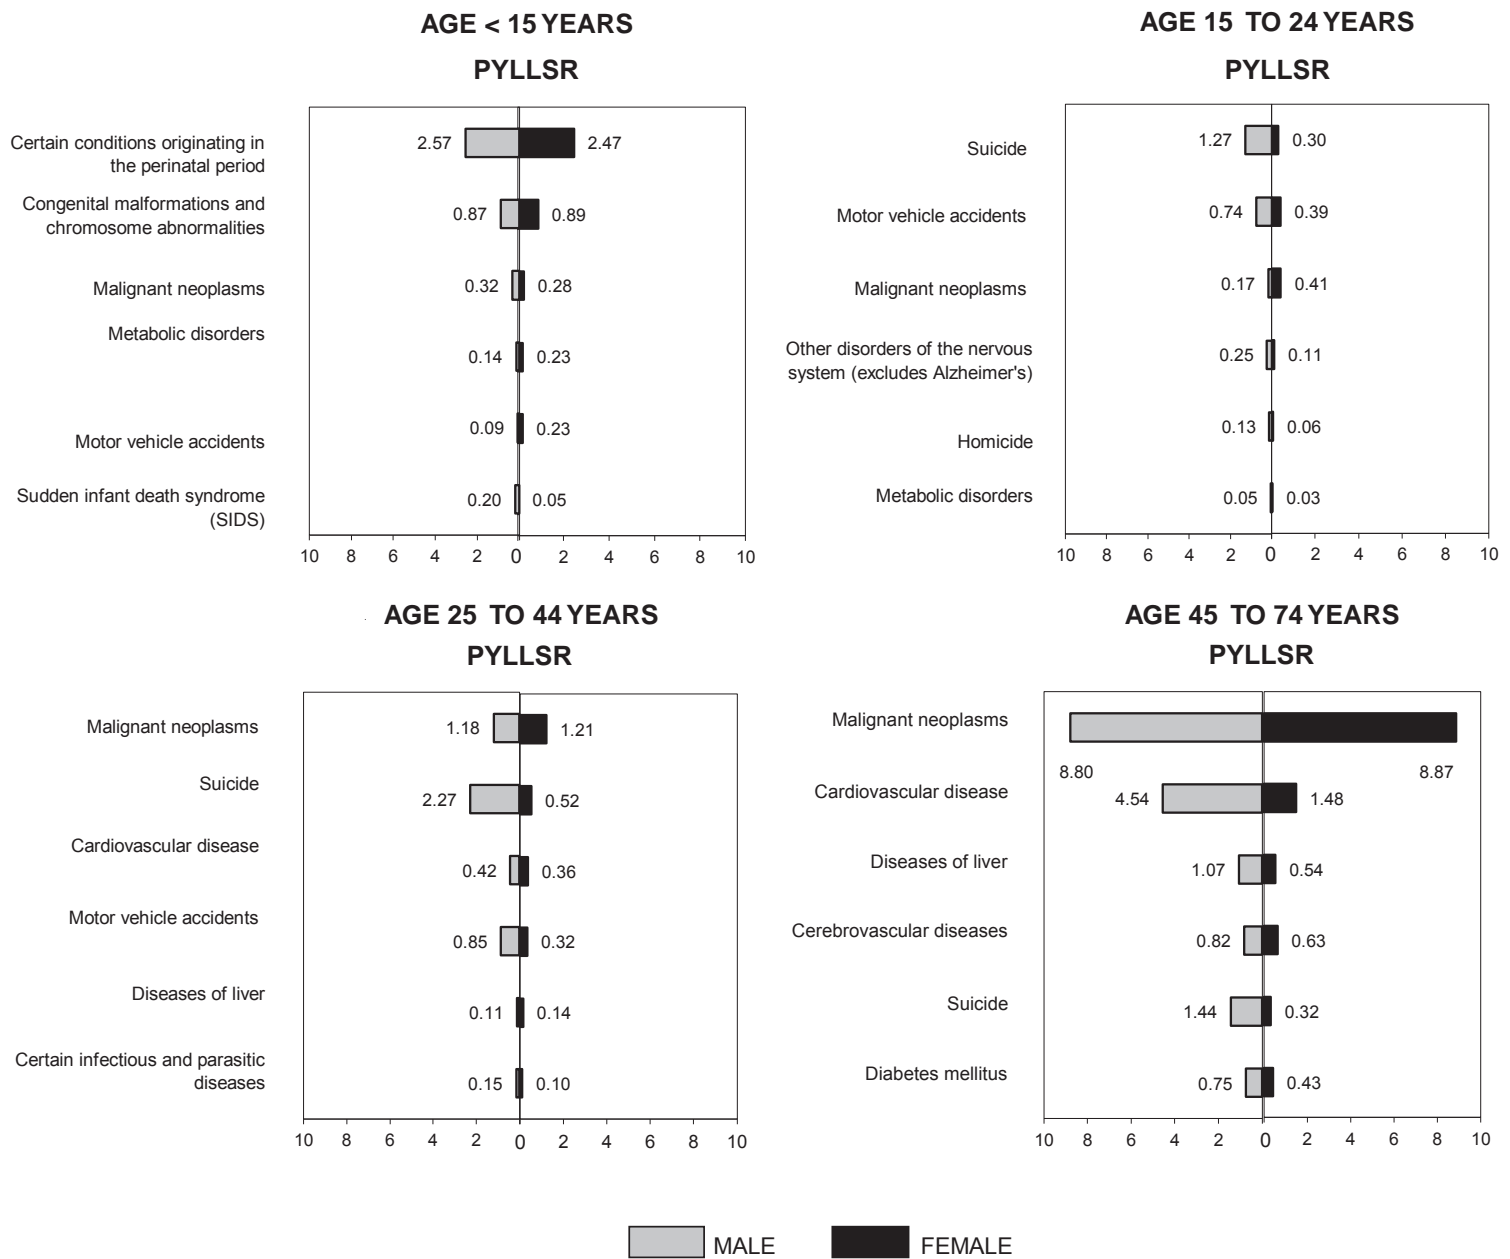 AGE < 15 YEARS
PYLLSR
Certain conditions originating in
the perinatal period
2.57
2.47
Congenital malformations and
chromosome abnormalities
0.87
0.89
Malignant neoplasms
0.32
0.28
Metabolic disorders
0.14
0.23
Motor vehicle accidents
0.09
0.23
Sudden infant death syndrome
(SIDS)
0.20
0.05
10 8 6 4 2 0 2 4 6 8 10
AGE 15 TO 24 YEARS
PYLLSR
Suicide
1.27
0.30
Motor vehicle accidents
0.74
0.39
Malignant neoplasms
0.17
0.41
Other disorders of the nervous
system (excludes Alzheimer's)
0.25
0.11
Homicide
0.13
0.06
Metabolic disorders
0.05
0.03
10 8 6 4 2 0 2 4 6 8 10
AGE 25 TO 44 YEARS
PYLLSR
Malignant neoplasms
1.18
1.21
Suicide
2.27
0.52
Cardiovascular disease
0.42
0.36
Motor vehicle accidents
0.85
0.32
Diseases of liver
0.11
0.14
Certain infectious and parasitic
diseases
0.15
0.10
10 8 6 4 2 0 2 4 6 8 10
AGE 45 TO 74 YEARS
PYLLSR
Malignant neoplasms
8.80
8.87
Cardiovascular disease
4.54
1.48
Diseases of liver
1.07
0.54
Cerebrovascular diseases
0.82
0.63
Suicide
1.44
0.32
Diabetes mellitus
0.75
0.43
10 8 6 4 2 0 2 4 6 8 10
MALE
FEMALE